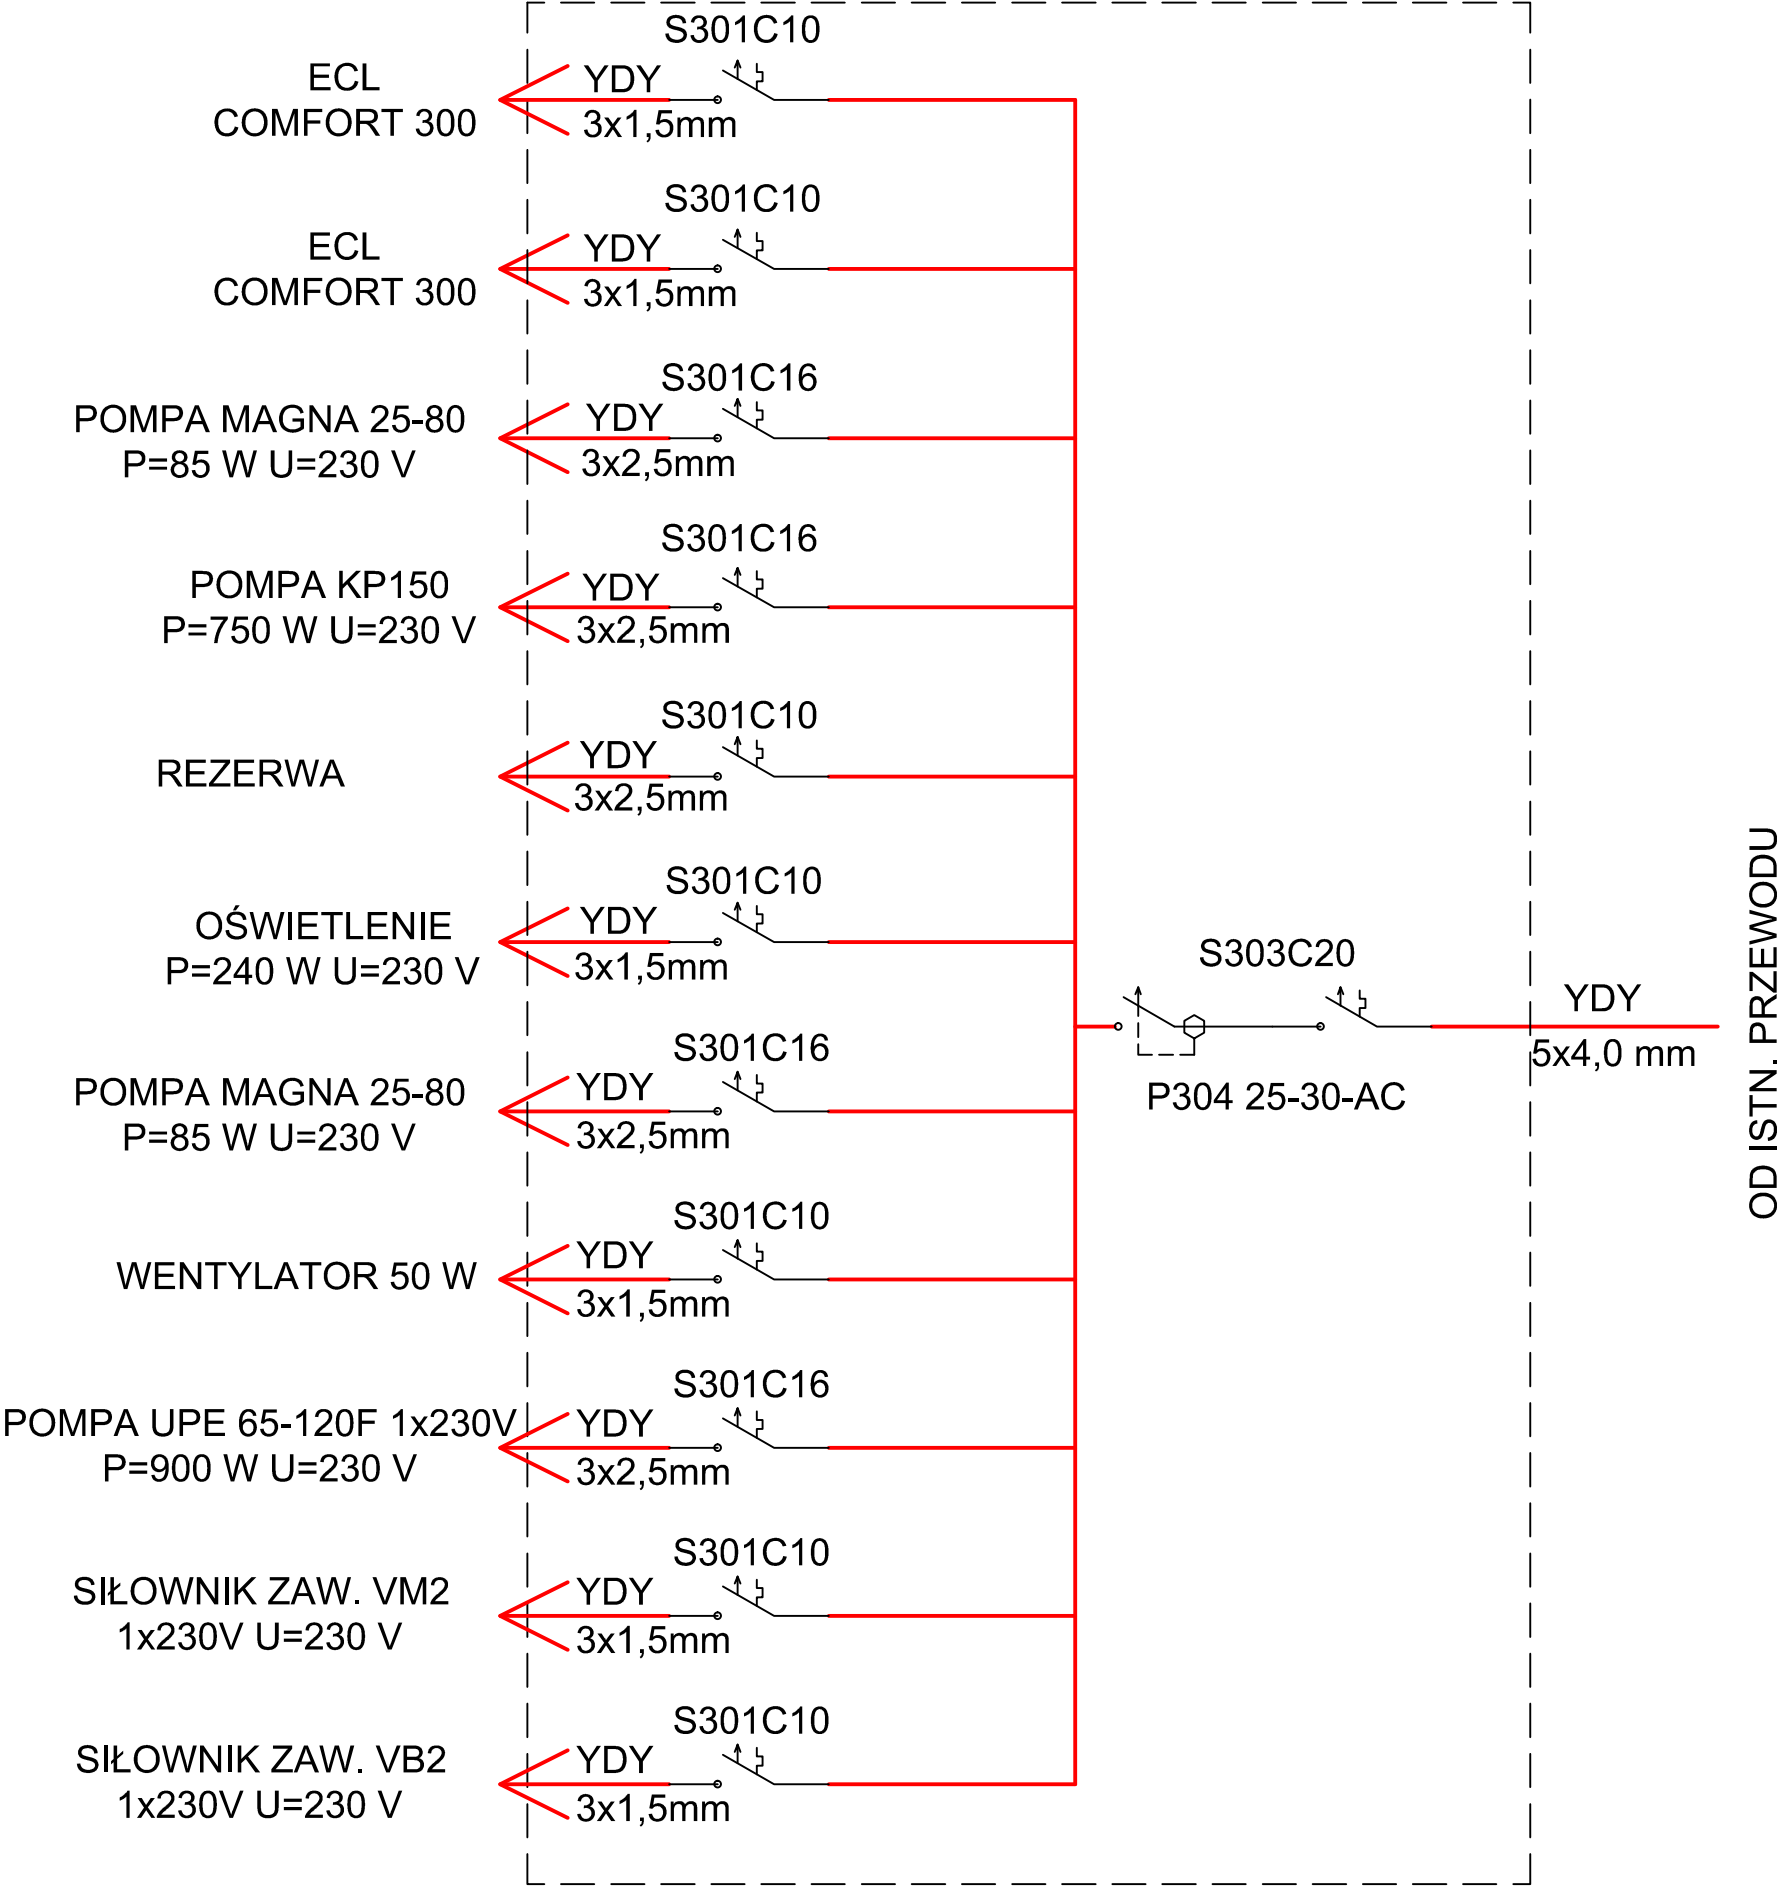 S301C10
ECL
COMFORT 300
YDY
3x1,5mm
S301C10
ECL
COMFORT 300
YDY
3x1,5mm
S301C16
POMPA MAGNA 25-80
P=85 W U=230 V
YDY
3x2,5mm
S301C16
POMPA KP150
P=750 W U=230 V
YDY
3x2,5mm
S301C10
REZERWA
YDY
3x2,5mm
S301C10
OŚWIETLENIE
P=240 W U=230 V
YDY
3x1,5mm
S303C20
P304 25-30-AC
YDY
5x4,0 mm
OD ISTN. PRZEWODU
S301C16
POMPA MAGNA 25-80
P=85 W U=230 V
YDY
3x2,5mm
S301C10
WENTYLATOR 50 W
YDY
3x1,5mm
S301C16
POMPA UPE 65-120F 1x230V
P=900 W U=230 V
YDY
3x2,5mm
S301C10
SIŁOWNIK ZAW. VM2
1x230V U=230 V
YDY
3x1,5mm
S301C10
SIŁOWNIK ZAW. VB2
1x230V U=230 V
YDY
3x1,5mm